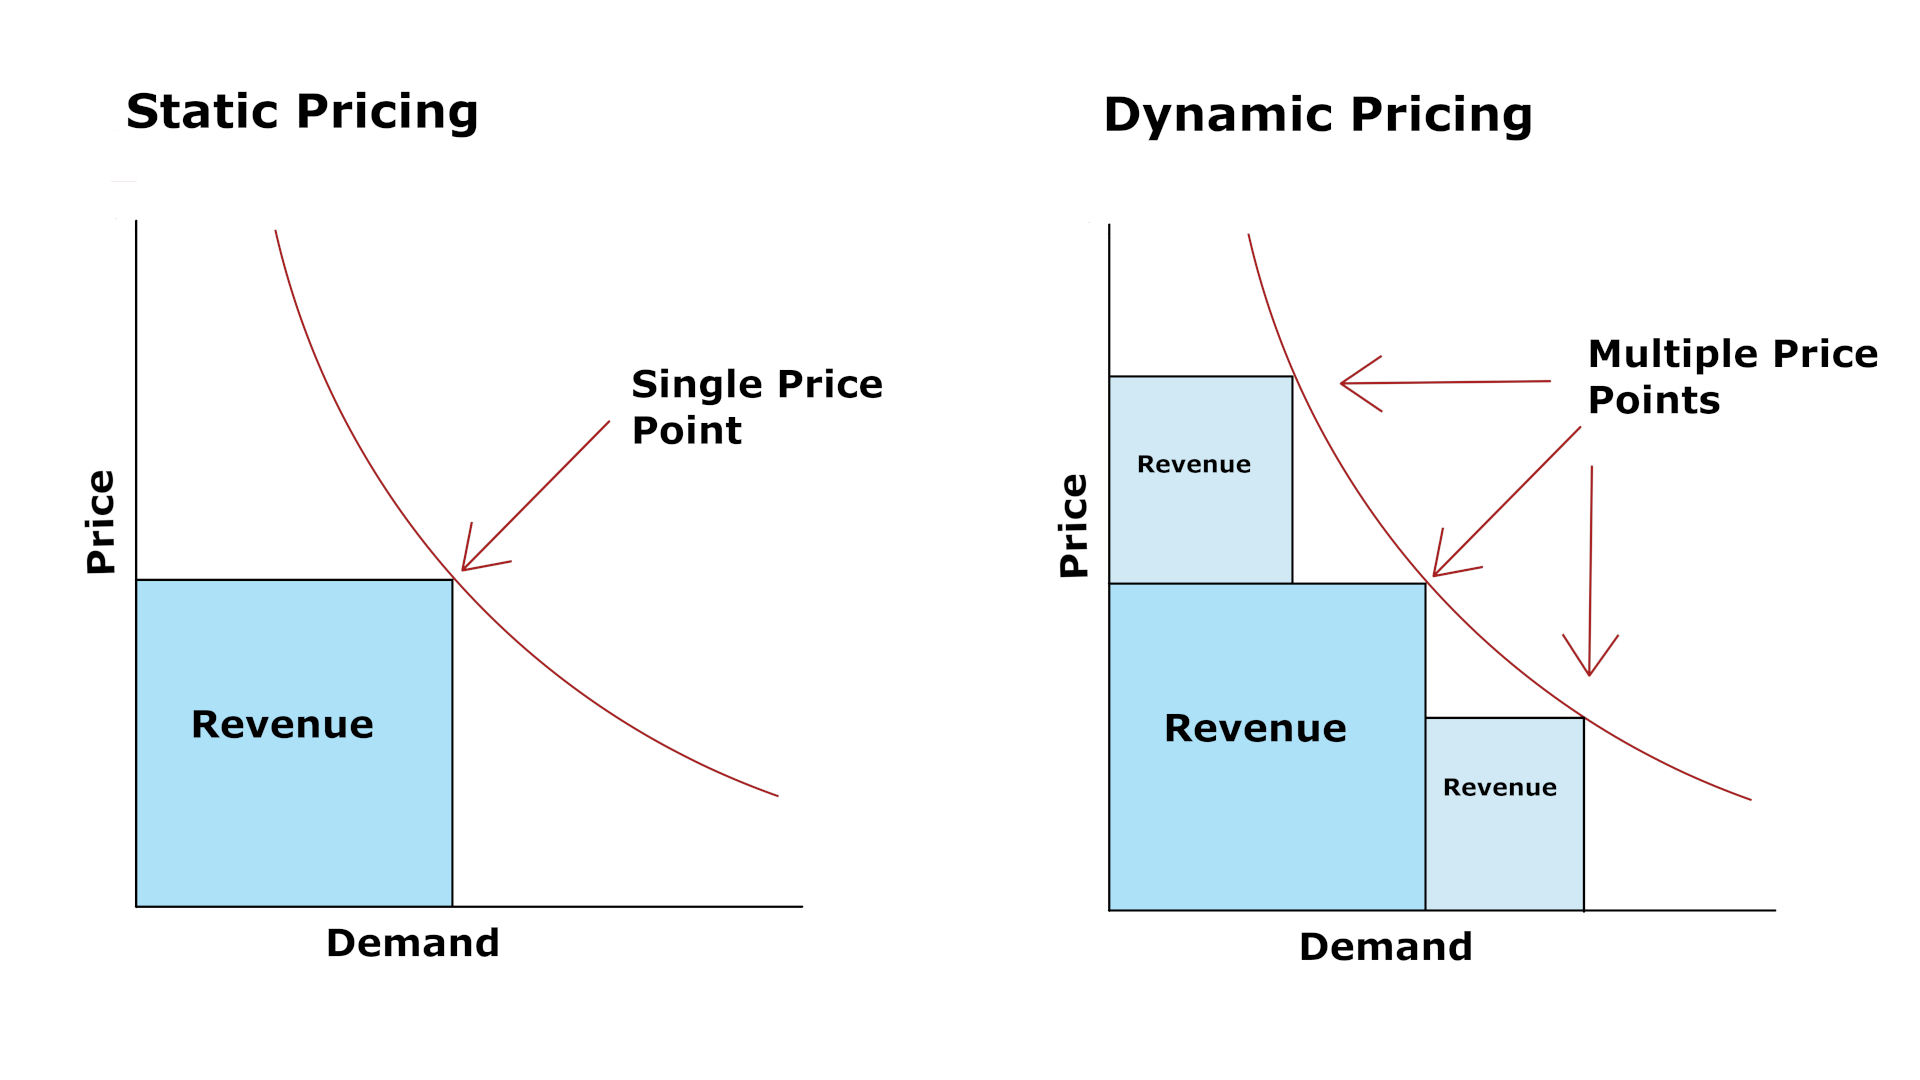 Static Pricing
Single Price
Point
Price
Revenue
Demand
Dynamic Pricing
Multiple Price
Points
Revenue
Price
Revenue
Revenue
Demand